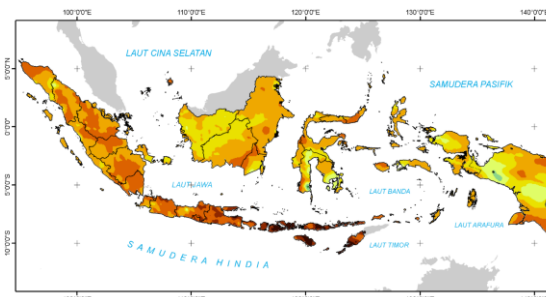 100°0'0"E 110°0'0"E 120°0'0"E 130°0'0"E 140°0'0"E
LAUT CINA SELATAN
SAMUDERA PASIFIK
5°0'0"N
0°0'0"
5°0'0"S
10°0'0"S
LAUT JAWA
LAUT BANDA
LAUT ARAFURA
LAUT TIMOR
SAMUDERA HINDIA